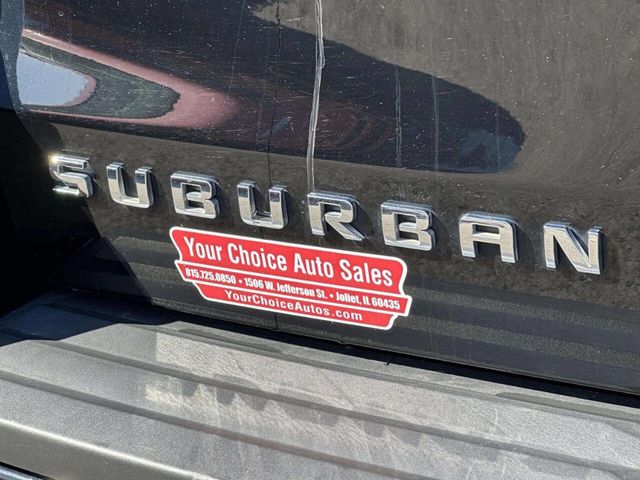 SUBURBAN
Your Choice Auto Sales
815.725.0850 • 1506 W. Jefferson St. • Joliet, IL 60435
YourChoiceAutos.com